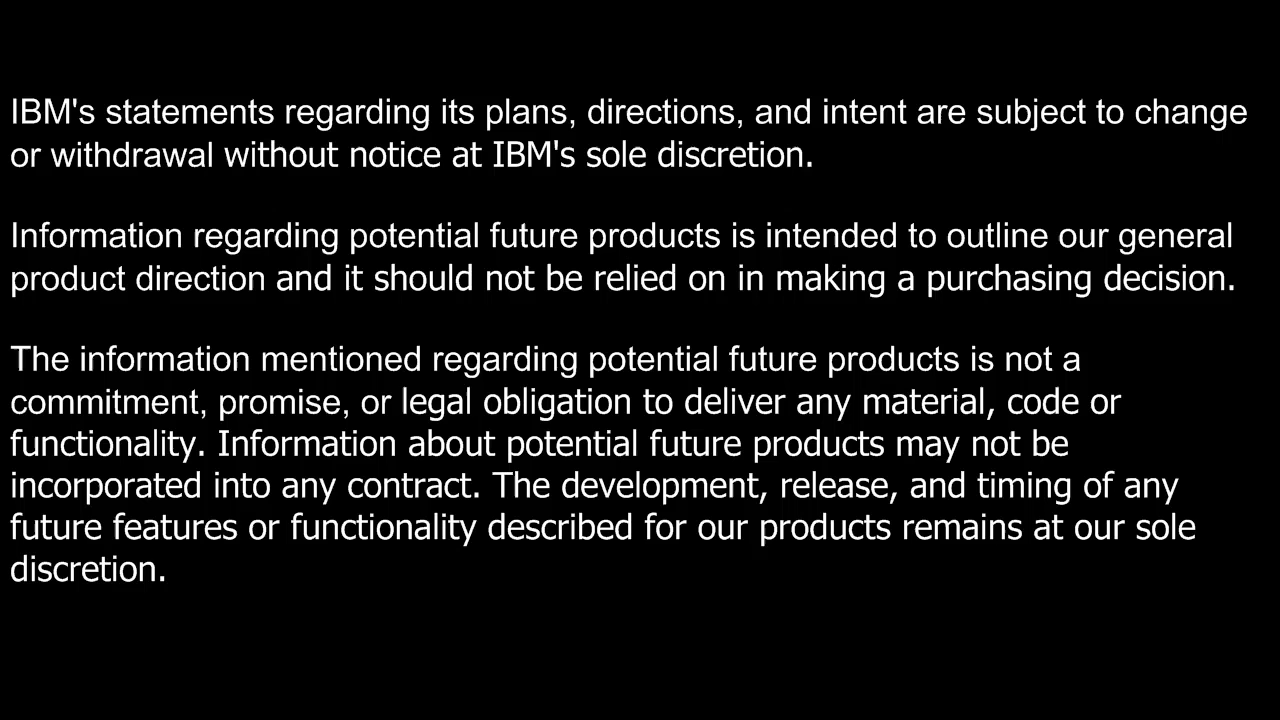 IBM's statements regarding its plans, directions, and intent are subject to change
or withdrawal without notice at IBM's sole discretion.
Information regarding potential future products is intended to outline our general
product direction and it should not be relied on in making a purchasing decision.
The information mentioned regarding potential future products is not a
commitment, promise, or legal obligation to deliver any material, code or
functionality. Information about potential future products may not be
incorporated into any contract. The development, release, and timing of any
future features or functionality described for our products remains at our sole
discretion.